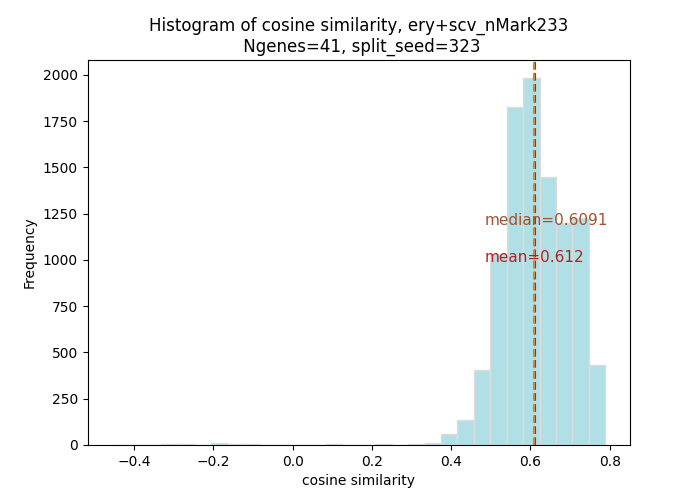 Histogram of cosine similarity, ery+scv_nMark233
Ngenes=41, split_seed=323
2000
1750
1500
1250
1000
750
500
250
0
Frequency
median=0.6091
mean=0.612
−0.4 −0.2 0.0 0.2 0.4 0.6 0.8
cosine similarity